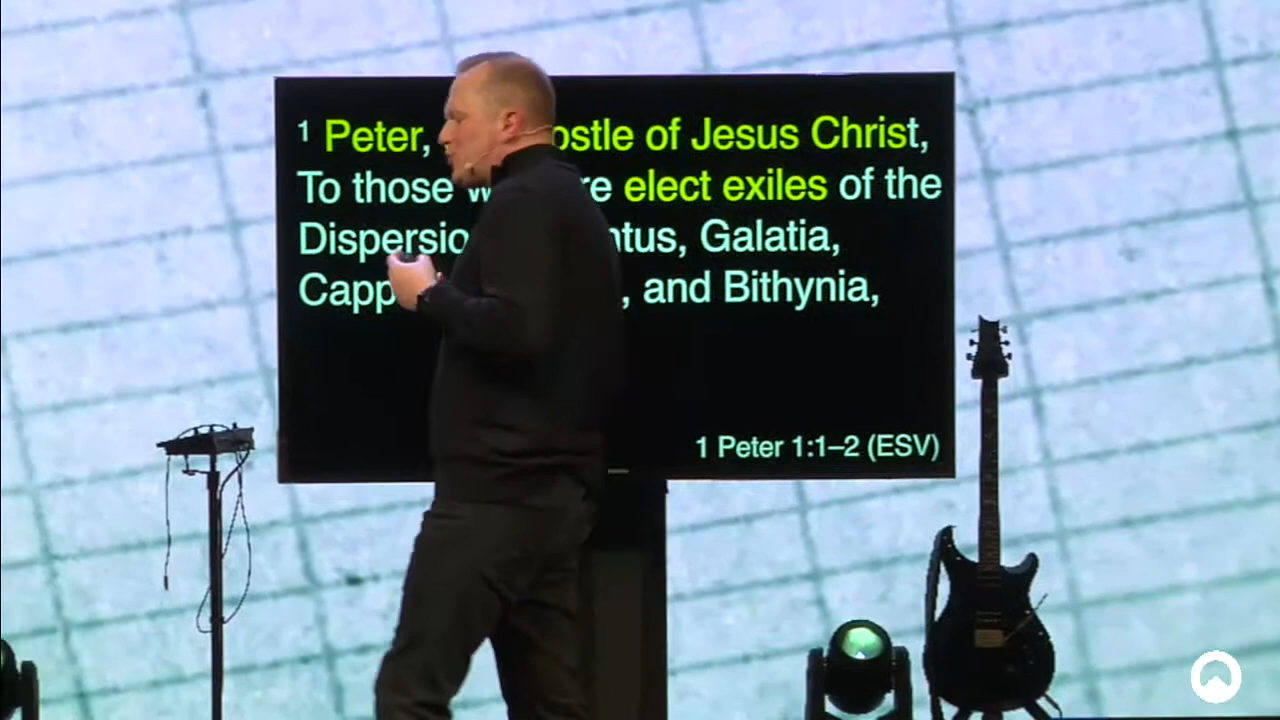 1 Peter, ostle of Jesus Christ,
To those re elect exiles of the
Dispersio ntus, Galatia,
Capp , and Bithynia,
1 Peter 1:1–2 (ESV)